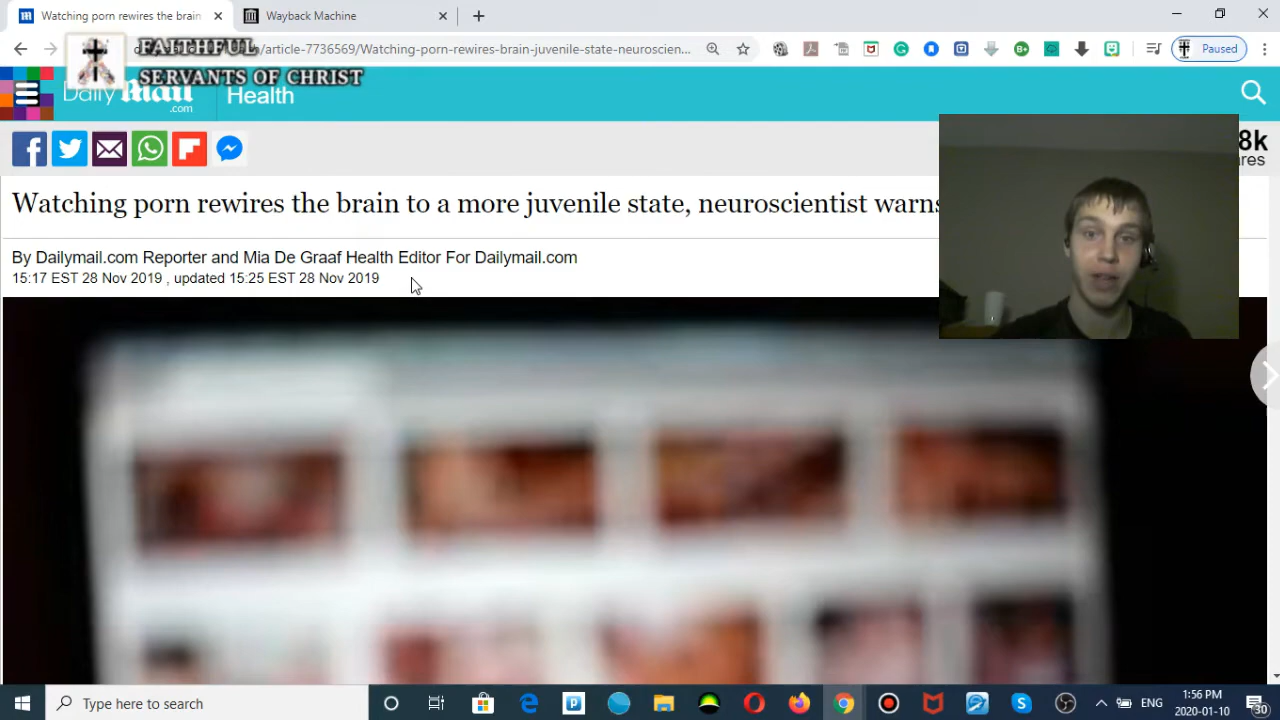 Watching porn rewires the brain
Wayback Machine
article-7736569/Watching-porn-rewires-brain-juvenile-state-neuroscien...
Paused
FAITHFUL
SERVANTS OF CHRIST
Daily Mail
.com
Health
8k
Watching porn rewires the brain to a more juvenile state, neuroscientist warns
By Dailymail.com Reporter and Mia De Graaf Health Editor For Dailymail.com
15:17 EST 28 Nov 2019 , updated 15:25 EST 28 Nov 2019
Type here to search
ENG
1:56 PM
2020-01-10
30